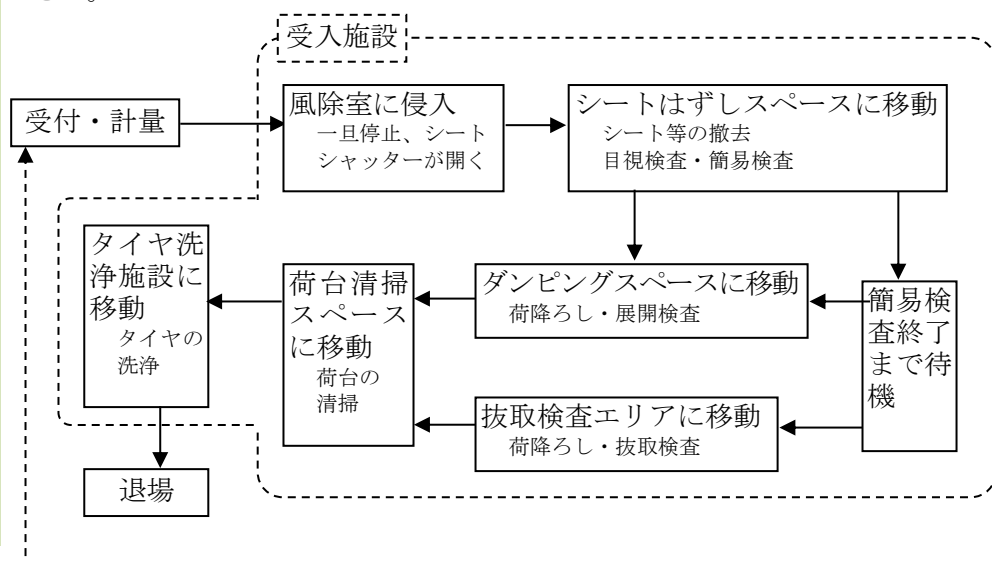 受入施設
受付・計量
風除室に侵入
一旦停止、シート
シャッターが開く
シートはずしスペースに移動
シート等の撤去
目視検査・簡易検査
タイヤ洗
浄施設に
移動
タイヤの
洗浄
荷台清掃
スペース
に移動
荷台の
清掃
ダンピングスペースに移動
荷降ろし・展開検査
簡易検
査終了
まで待
機
抜取検査エリアに移動
荷降ろし・抜取検査
退場